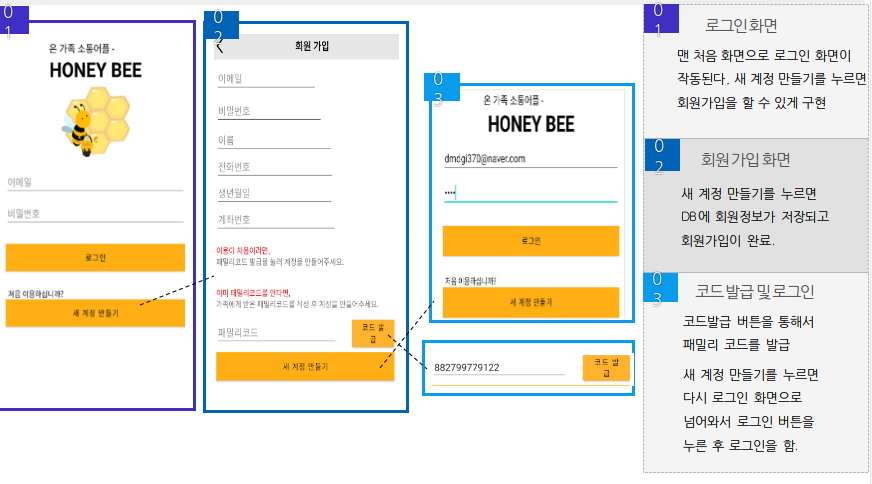 01
온 가족 소통어플 -
HONEY BEE
이메일
비밀번호
로그인
처음 이용하십니까?
새 계정 만들기
02
회원 가입
이메일
비밀번호
이름
전화번호
생년월일
계좌번호
이용이 처음이라면,
패밀리코드 발급을 눌러 계정을 만들어주세요.
이미 패밀리코드를 안다면,
가족에게 받은 패밀리코드를 작성 후 계정을 만들어주세요.
패밀리코드
코드 발
급
새 계정 만들기
03
온 가족 소통어플 -
HONEY BEE
dmdgi370@naver.com
••••
로그인
처음 이용하십니까?
새 계정 만들기
882799779122
코드 발
급
01
로그인 화면
맨 처음 화면으로 로그인 화면이
작동된다. 새 계정 만들기를 누르면
회원가입을 할 수 있게 구현
02
회원 가입 화면
새 계정 만들기를 누르면
DB에 회원정보가 저장되고
회원가입이 완료.
03
코드 발급 및 로그인
코드발급 버튼을 통해서
패밀리 코드를 발급
새 계정 만들기를 누르면
다시 로그인 화면으로
넘어와서 로그인 버튼을
누른 후 로그인을 함.